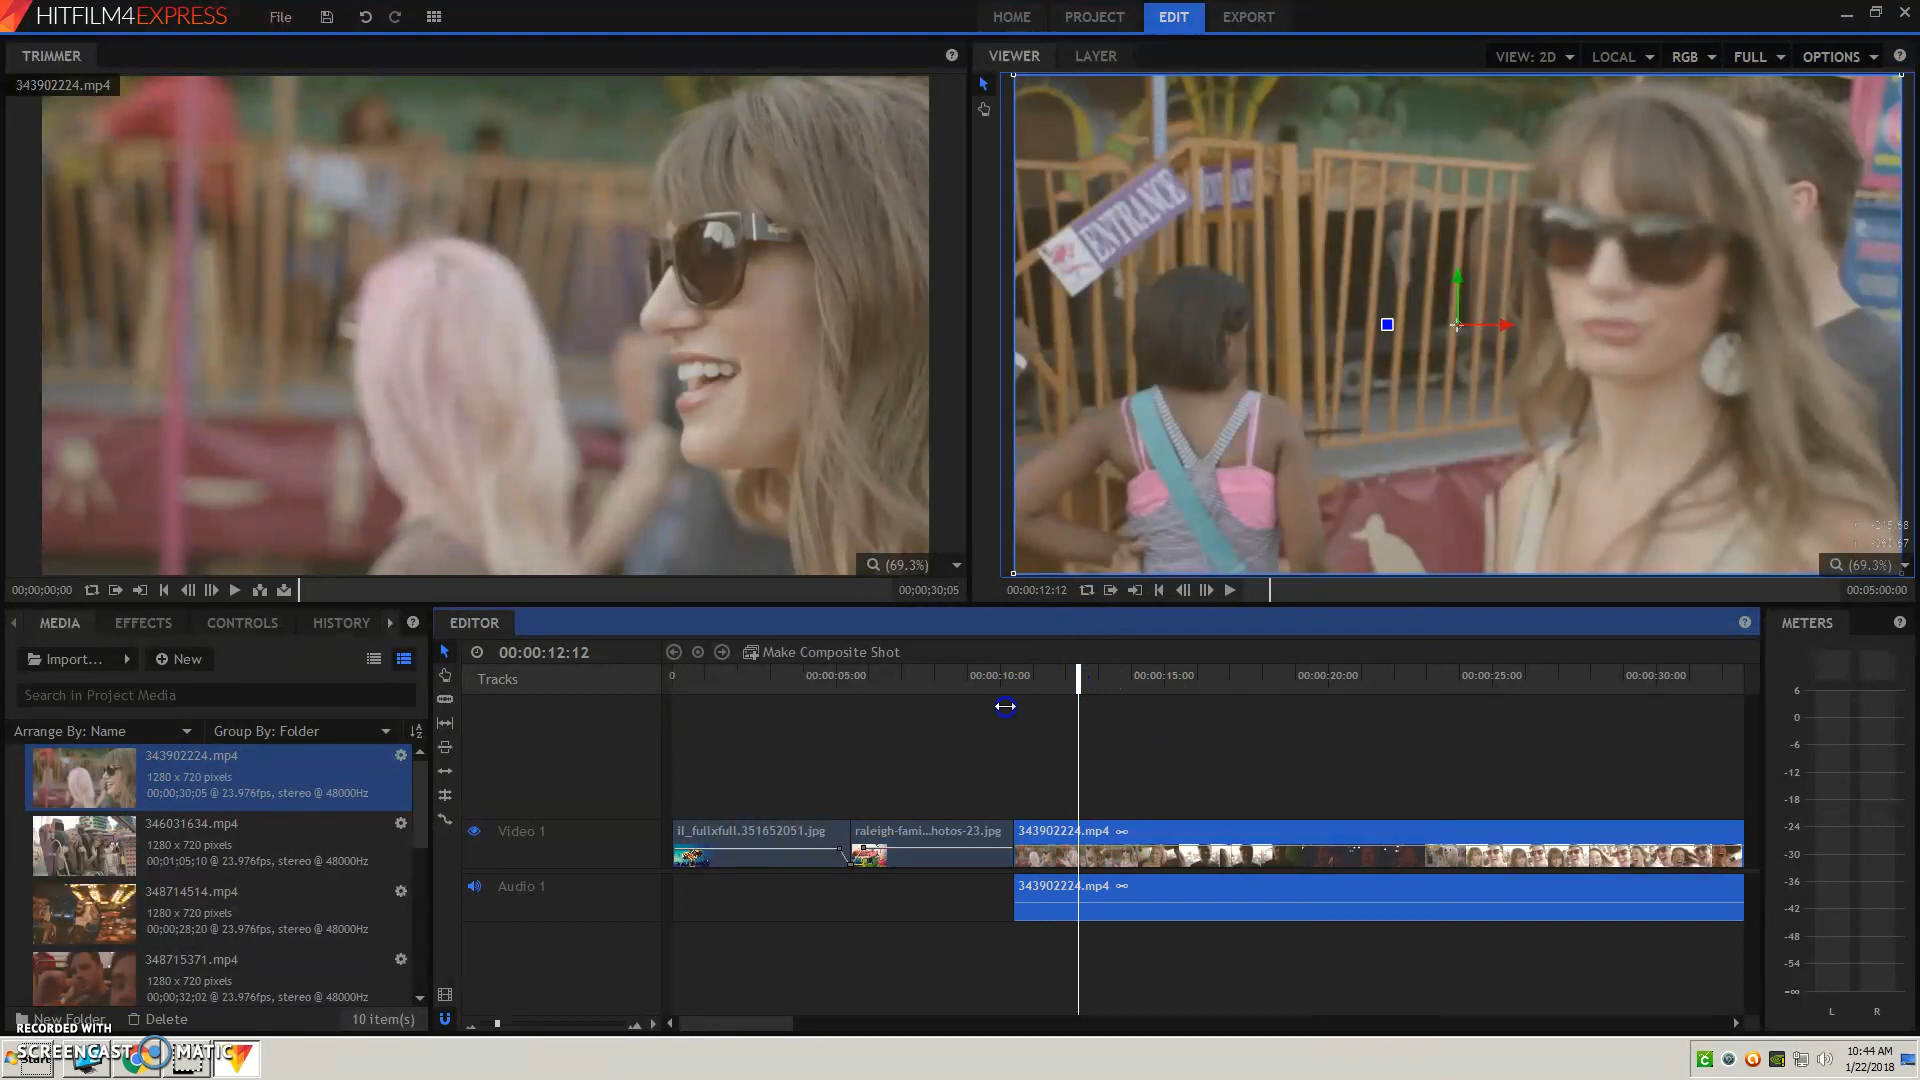 HITFILM4EXPRESS
File
HOME
PROJECT
EDIT
EXPORT
TRIMMER
VIEWER
LAYER
VIEW: 2D
LOCAL
RGB
FULL
OPTIONS
343902224.mp4
ENTRANCE
(69.3%)
(69.3%)
00;00;00;00
00;00;30;05
00:00:12:12
00:05:00:00
MEDIA
EFFECTS
CONTROLS
HISTORY
EDITOR
METERS
Import...
New
00:00:12:12
Make Composite Shot
Search in Project Media
Tracks
0
00:00:05:00
00:00:10:00
00:00:15:00
00:00:20:00
00:00:25:00
00:00:30:00
Arrange By: Name
Group By: Folder
343902224.mp4
1280 x 720 pixels
00;00;30;05 @ 23.976fps, stereo @ 48000Hz
346031634.mp4
1280 x 720 pixels
00;01;05;10 @ 23.976fps, stereo @ 48000Hz
348714514.mp4
1280 x 720 pixels
00;00;28;20 @ 23.976fps, stereo @ 48000Hz
348715371.mp4
1280 x 720 pixels
00;00;32;02 @ 23.976fps, stereo @ 48000Hz
Video 1
il_fullxfull.351652051.jpg
raleigh-fami...hotos-23.jpg
343902224.mp4
Audio 1
343902224.mp4
6
0
-6
-12
-18
-24
-30
-36
-42
-48
-54
-∞
L
R
New Folder
Delete
10 item(s)
RECORDED WITH
SCREENCAST MATIC
Start
10:44 AM
1/22/2018